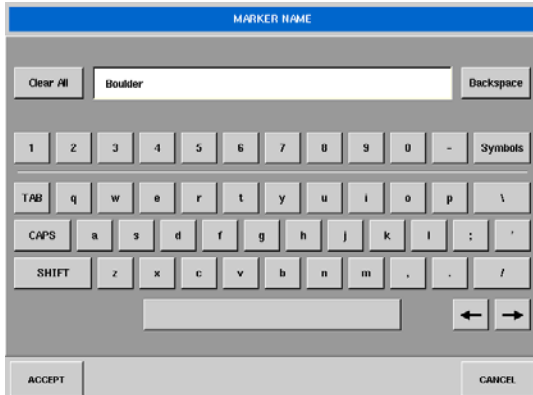 MARKER NAME
Clear All Boulder Backspace
1 2 3 4 5 6 7 8 9 0 - Symbols
TAB q w e r t y u i o p \
CAPS a s d f g h j k l ; '
SHIFT z x c v b n m , . /
ACCEPT CANCEL